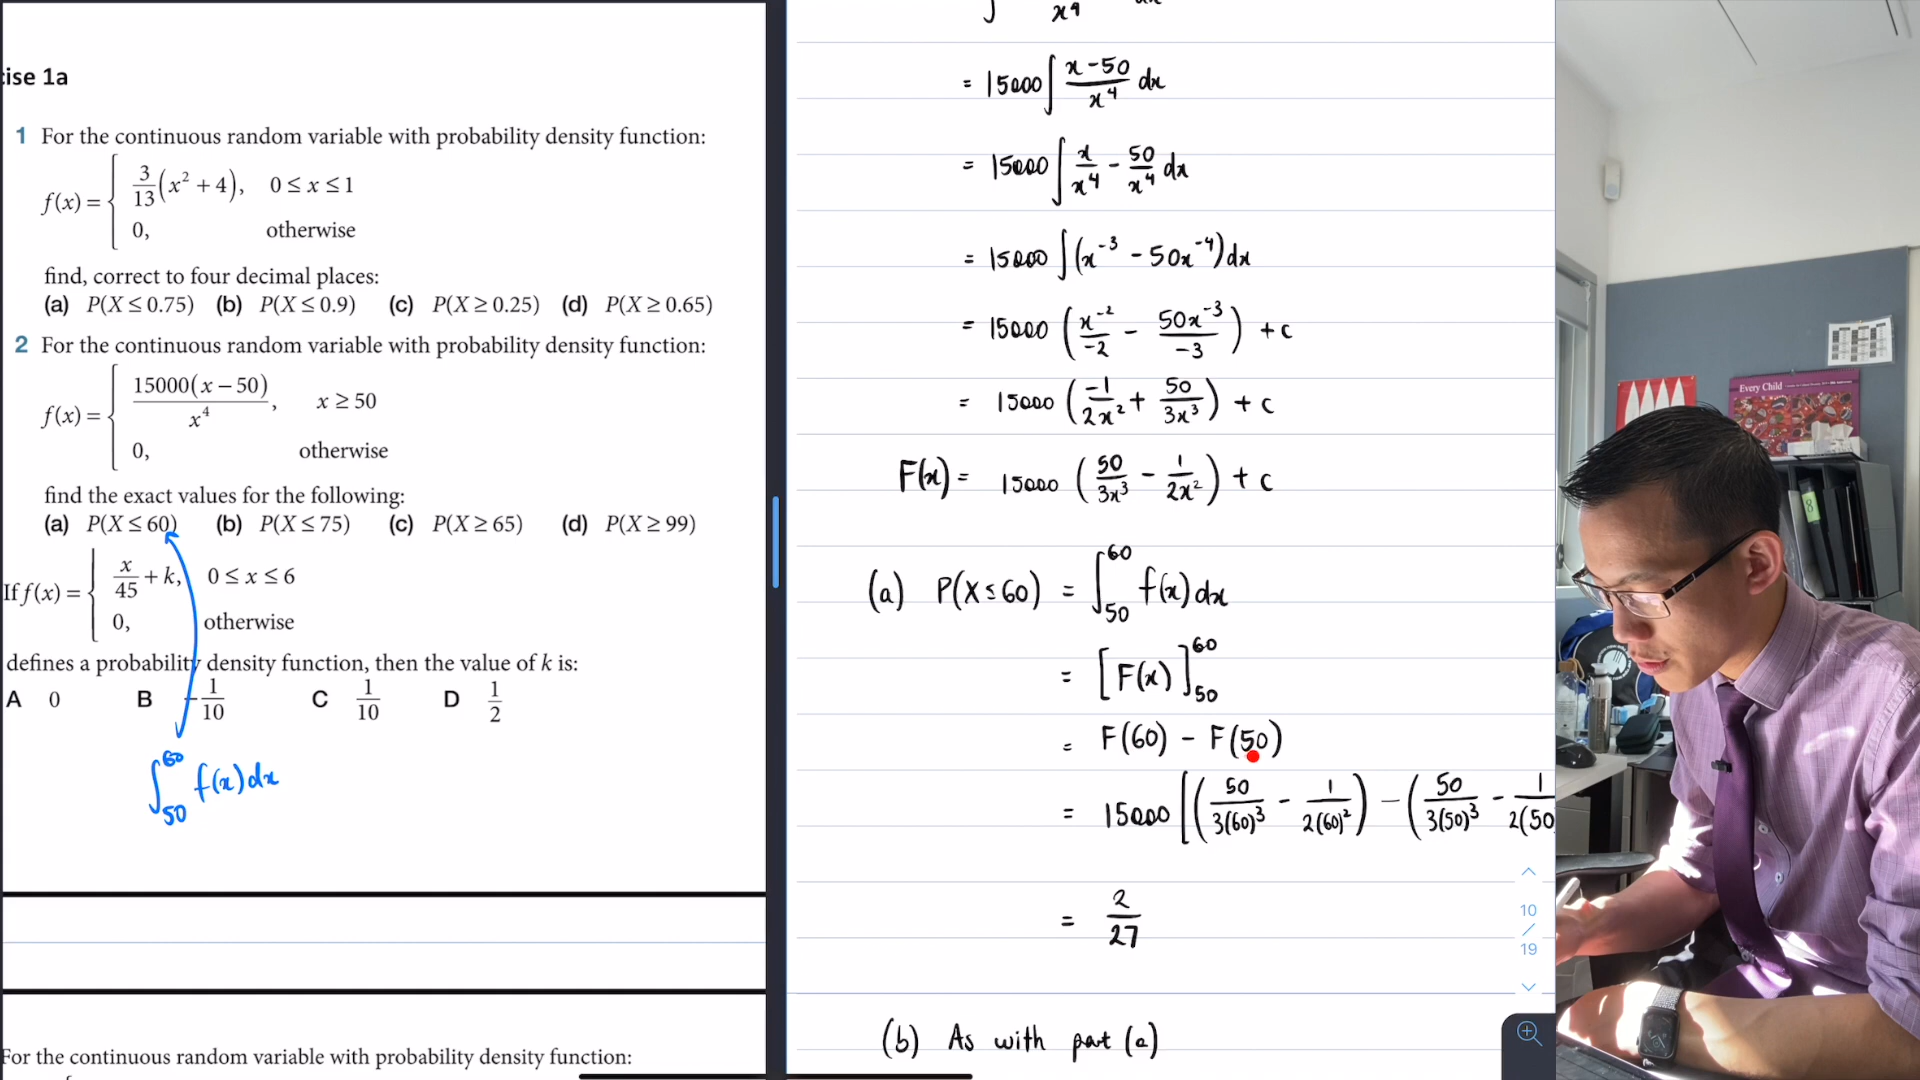 ise 1a
1 For the continuous random variable with probability density function:
f(x) = { 3/13 (x² + 4), 0 ≤ x ≤ 1
0, otherwise
find, correct to four decimal places:
(a) P(X ≤ 0.75) (b) P(X ≤ 0.9) (c) P(X ≥ 0.25) (d) P(X ≥ 0.65)
2 For the continuous random variable with probability density function:
f(x) = { 15000(x − 50)/x⁴, x ≥ 50
0, otherwise
find the exact values for the following:
(a) P(X ≤ 60) (b) P(X ≤ 75) (c) P(X ≥ 65) (d) P(X ≥ 99)
If f(x) = { x/45 + k, 0 ≤ x ≤ 6
0, otherwise
defines a probability density function, then the value of k is:
A 0 B −1/10 C 1/10 D 1/2
∫₅₀⁶⁰ f(x) dx
For the continuous random variable with probability density function:
= 15000 ∫ (x − 50)/x⁴ dx
= 15000 ∫ x/x⁴ − 50/x⁴ dx
= 15000 ∫ (x⁻³ − 50x⁻⁴) dx
= 15000 (x⁻²/−2 − 50x⁻³/−3) + c
= 15000 (−1/2x² + 50/3x³) + c
F(x) = 15000 (50/3x³ − 1/2x²) + c
(a) P(X ≤ 60) = ∫₅₀⁶⁰ f(x) dx
= [F(x)]₅₀⁶⁰
= F(60) − F(50)
= 15000 [(50/3(60)³ − 1/2(60)²) − (50/3(50)³ − 1/2(50
= 2/27
(b) As with part (a)
10
/
19
Every Child
8